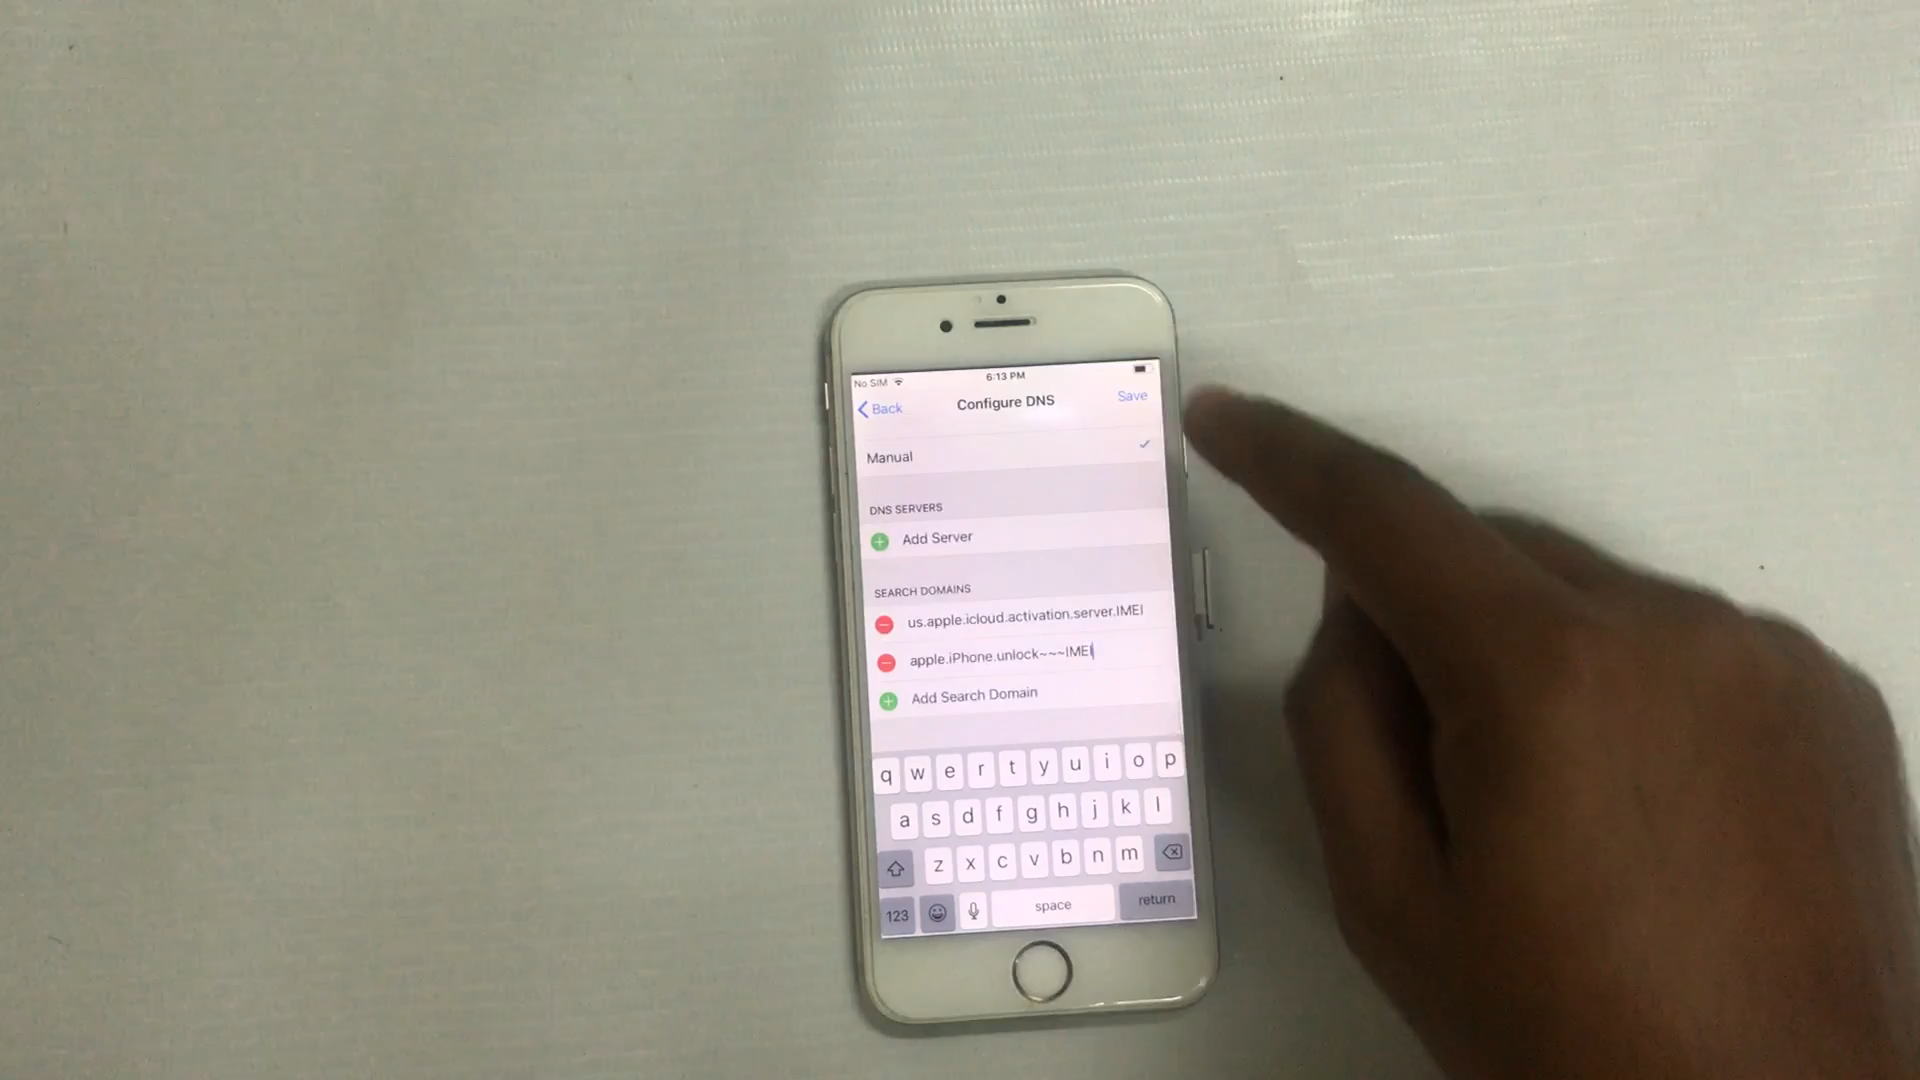 No SIM 6:13 PM
Back Configure DNS Save
Manual
DNS SERVERS
Add Server
SEARCH DOMAINS
us.apple.icloud.activation.server.IMEI
apple.iPhone.unlock~~~IMEI
Add Search Domain
q w e r t y u i o p
a s d f g h j k l
z x c v b n m
123 space return